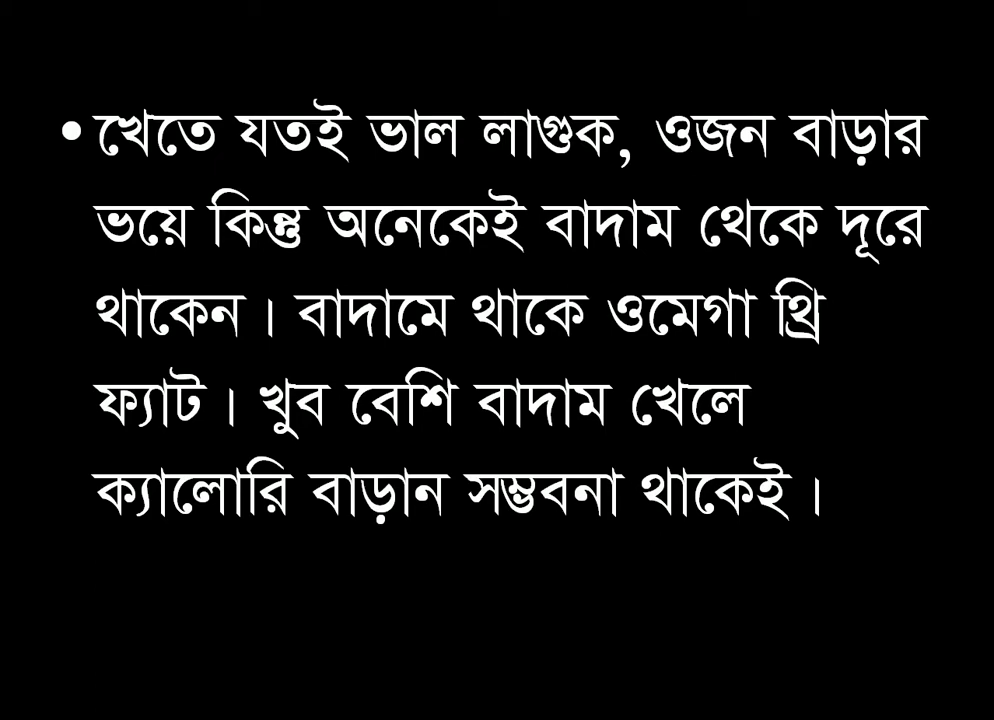 • খেতে যতই ভাল লাগুক, ওজন বাড়ার
ভয়ে কিন্তু অনেকেই বাদাম থেকে দূরে
থাকেন। বাদামে থাকে ওমেগা থ্রি
ফ্যাট। খুব বেশি বাদাম খেলে
ক্যালোরি বাড়ান সম্ভবনা থাকেই।